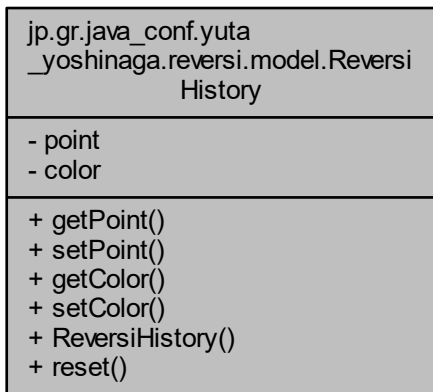 jp.gr.java_conf.yuta
_yoshinaga.reversi.model.Reversi
History
- point
- color
+ getPoint()
+ setPoint()
+ getColor()
+ setColor()
+ ReversiHistory()
+ reset()